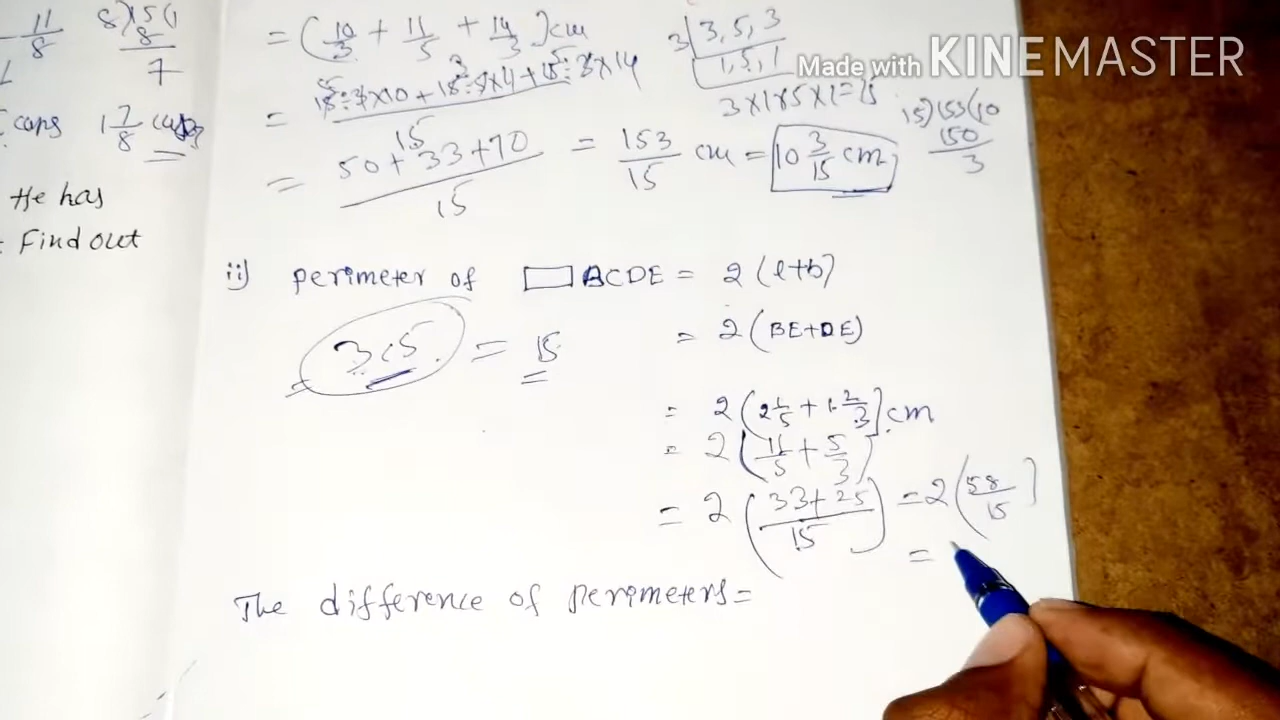 11/8 8)15(1
8
7
cans 1 7/8 cans
He has
Find out
= (10/3 + 11/5 + 14/3) cm
3 | 3, 5, 3
1, 5, 1
3×1×5×1=15
=
15
= 50+33+70/15 = 153/15 cm = 10 3/15 cm
15)153(10
150
3
Made with KINEMASTER
ii) perimeter of ▭ BCDE = 2(l+b)
= 3,5 = 15
= 2(BE+DE)
= 2(2 1/5 + 1 2/3) cm
= 2(11/5 + 5/3)
= 2(33+25/15) = 2(58/15)
=
The difference of perimeters =